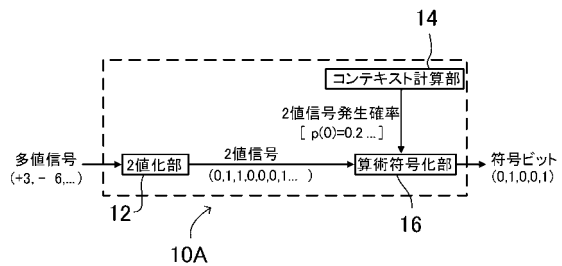 14
コンテキスト計算部
2値信号発生確率
[ p(0)=0.2 ... ]
多値信号
(+3, − 6,...)
2値化部
12
2値信号
(0,1,1,0,0,0,1... )
算術符号化部
16
符号ビット
(0,1,0,0,1)
10A